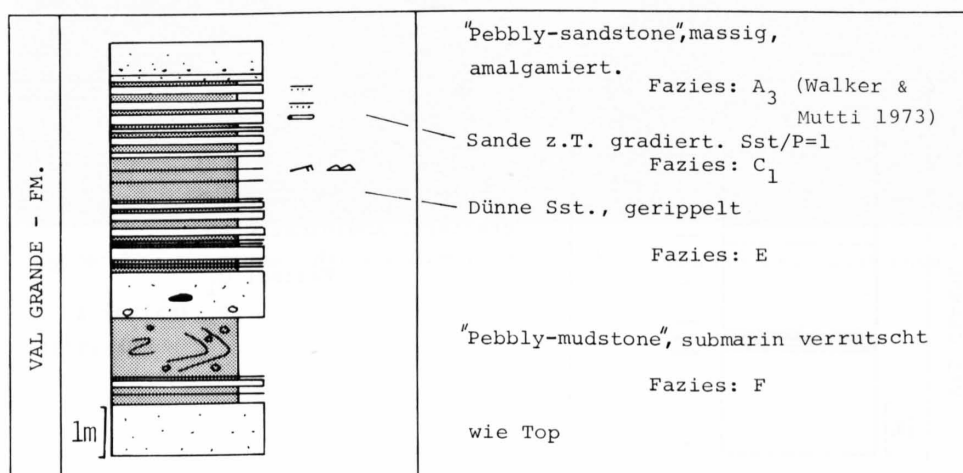 VAL GRANDE - FM.
1m
"Pebbly-sandstone", massig,
amalgamiert.
Fazies: A3 (Walker &
Mutti 1973)
Sande z.T. gradiert. Sst/P=1
Fazies: C1
Dünne Sst., gerippelt
Fazies: E
"Pebbly-mudstone", submarin verrutscht
Fazies: F
wie Top